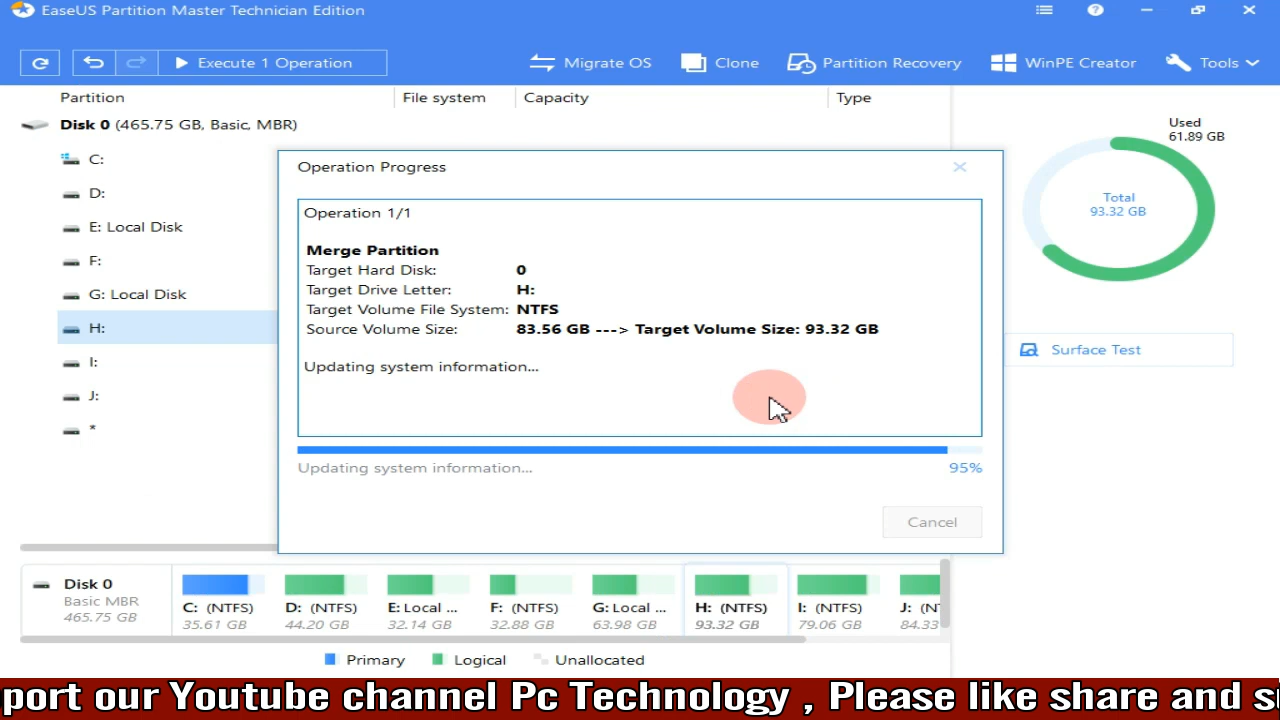 EaseUS Partition Master Technician Edition
Execute 1 Operation
Migrate OS
Clone
Partition Recovery
WinPE Creator
Tools
Partition
File system
Capacity
Type
Disk 0 (465.75 GB, Basic, MBR)
C:
D:
E: Local Disk
F:
G: Local Disk
H:
I:
J:
*
Used
61.89 GB
Total
93.32 GB
Surface Test
Operation Progress
Operation 1/1
Merge Partition
Target Hard Disk: 0
Target Drive Letter: H:
Target Volume File System: NTFS
Source Volume Size: 83.56 GB ---> Target Volume Size: 93.32 GB
Updating system information...
Updating system information...
95%
Cancel
Disk 0
Basic MBR
465.75 GB
C: (NTFS)
35.61 GB
D: (NTFS)
44.20 GB
E: Local ...
32.14 GB
F: (NTFS)
32.88 GB
G: Local ...
63.98 GB
H: (NTFS)
93.32 GB
I: (NTFS)
79.06 GB
J: (N
84.33
Primary
Logical
Unallocated
port our Youtube channel Pc Technology , Please like share and s